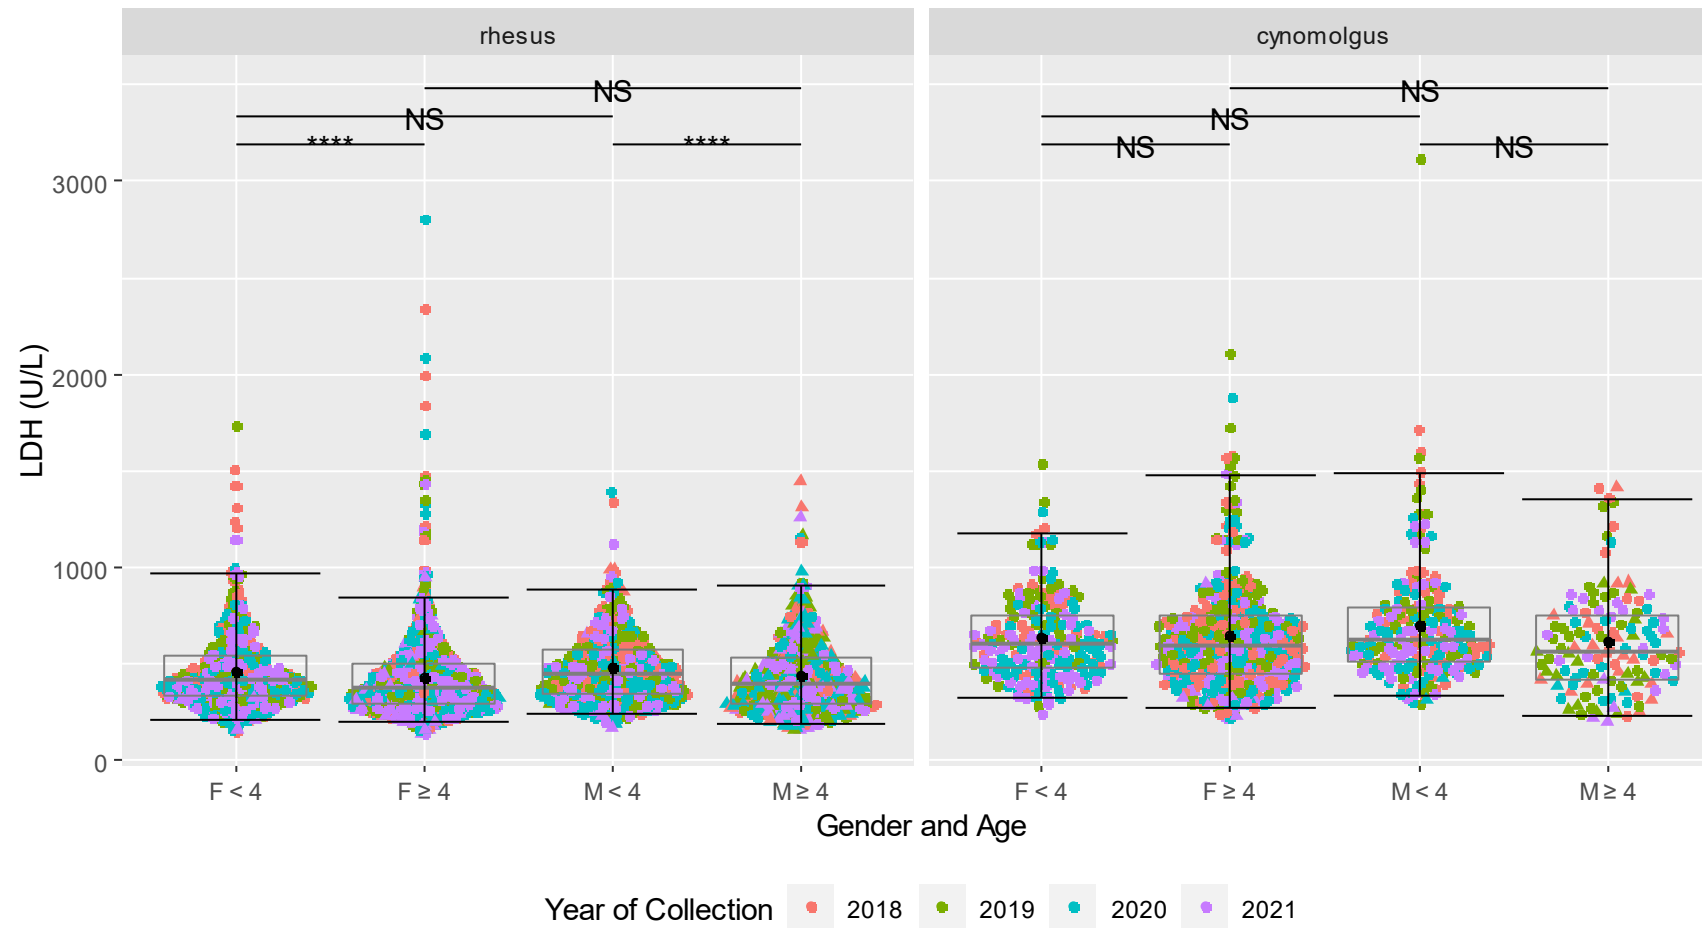 rhesus cynomolgus
NS NS
NS NS
**** **** NS NS
3000
2000
1000
0
LDH (U/L)
F < 4 F ≥ 4 M < 4 M ≥ 4 F < 4 F ≥ 4 M < 4 M ≥ 4
Gender and Age
Year of Collection 2018 2019 2020 2021